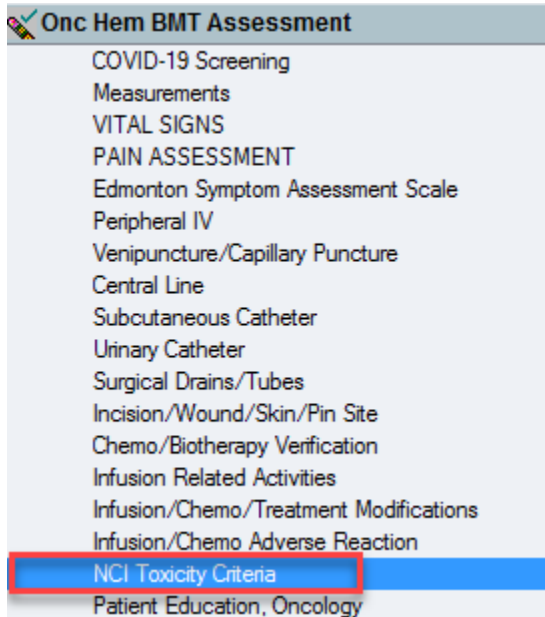 Onc Hem BMT Assessment
COVID-19 Screening
Measurements
VITAL SIGNS
PAIN ASSESSMENT
Edmonton Symptom Assessment Scale
Peripheral IV
Venipuncture/Capillary Puncture
Central Line
Subcutaneous Catheter
Urinary Catheter
Surgical Drains/Tubes
Incision/Wound/Skin/Pin Site
Chemo/Biotherapy Verification
Infusion Related Activities
Infusion/Chemo/Treatment Modifications
Infusion/Chemo Adverse Reaction
NCI Toxicity Criteria
Patient Education, Oncology